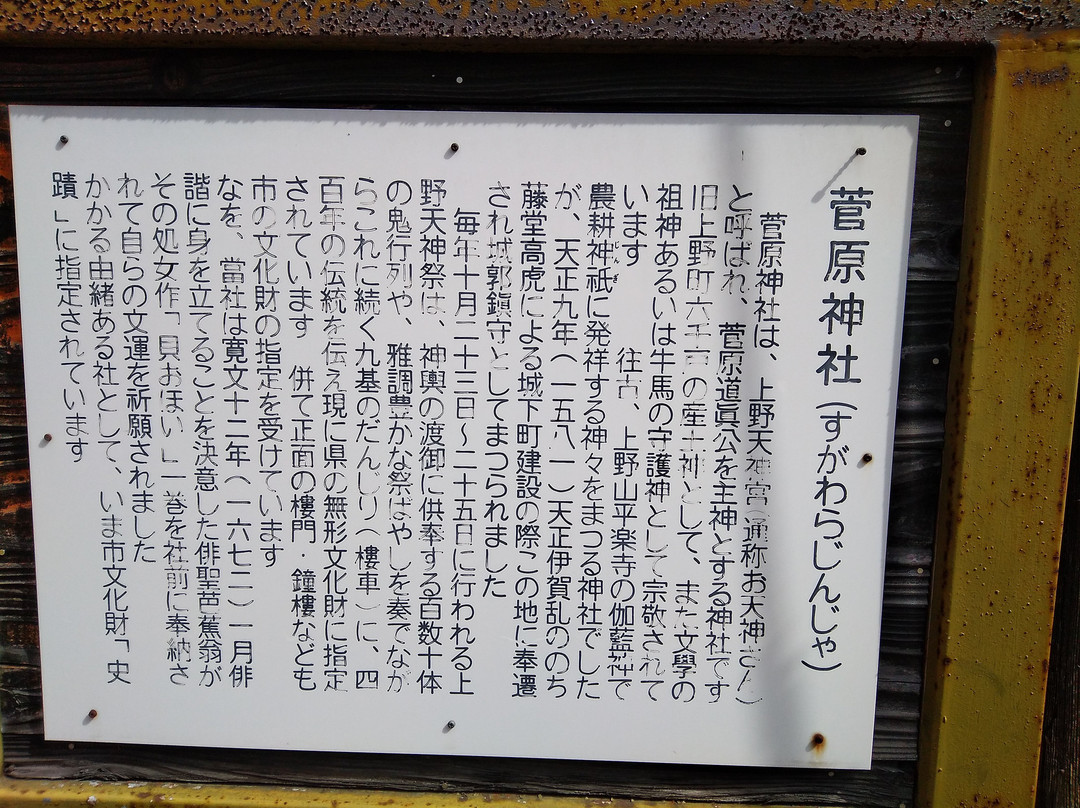 菅原神社（すがわらじんじゃ）
菅原神社は、上野天神宮（通称お天神さん）
と呼ばれ、菅原道眞公を主神とする神社です
旧上野町六千戸の産土神として、また文學の
祖神あるいは牛馬の守護神として宗敬されて
います　往古、上野山平楽寺の伽藍神で
農耕神祇に発祥する神々をまつる神社でした
が、天正九年（一五八一）天正伊賀乱ののち
藤堂高虎による城下町建設の際この地に奉遷
され城郭鎮守としてまつられました
毎年十月二十三日～二十五日に行われる上
野天神祭は、神輿の渡御に供奉する百数十体
の鬼行列や、雅調豊かな祭ばやしを奏でなが
らこれに続く九基のだんじり（樓車）に、四
百年の伝統を伝え現に県の無形文化財に指定
されています　併て正面の樓門・鐘樓なども
市の文化財の指定を受けています
なを、當社は寛文十二年（一六七二）一月俳
諧に身を立てることを決意した俳聖芭蕉翁が
その処女作「貝おほい」一巻を社前に奉納さ
れて自らの文運を祈願されました
かかる由緒ある社として、いま市文化財「史
蹟」に指定されています